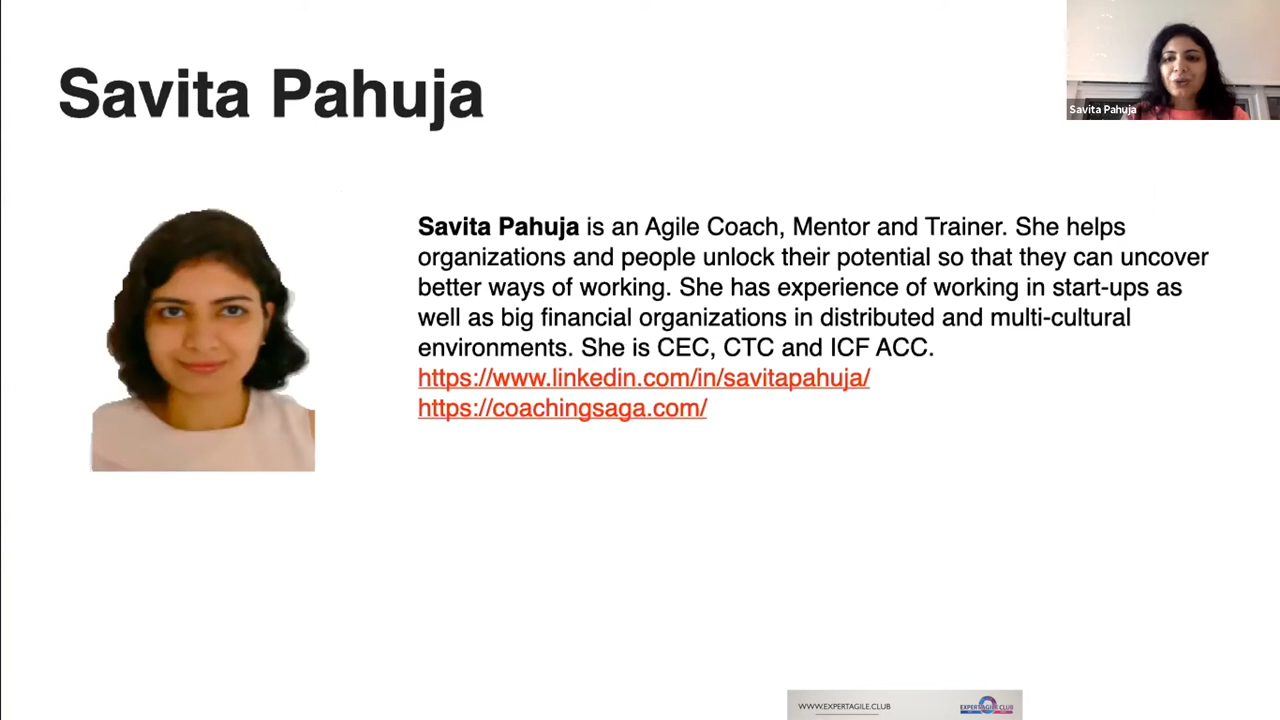 Savita Pahuja
Savita Pahuja
Savita Pahuja is an Agile Coach, Mentor and Trainer. She helps
organizations and people unlock their potential so that they can uncover
better ways of working. She has experience of working in start-ups as
well as big financial organizations in distributed and multi-cultural
environments. She is CEC, CTC and ICF ACC.
https://www.linkedin.com/in/savitapahuja/
https://coachingsaga.com/
WWW.EXPERTAGILE.CLUB
EXPERTAGILE CLUB